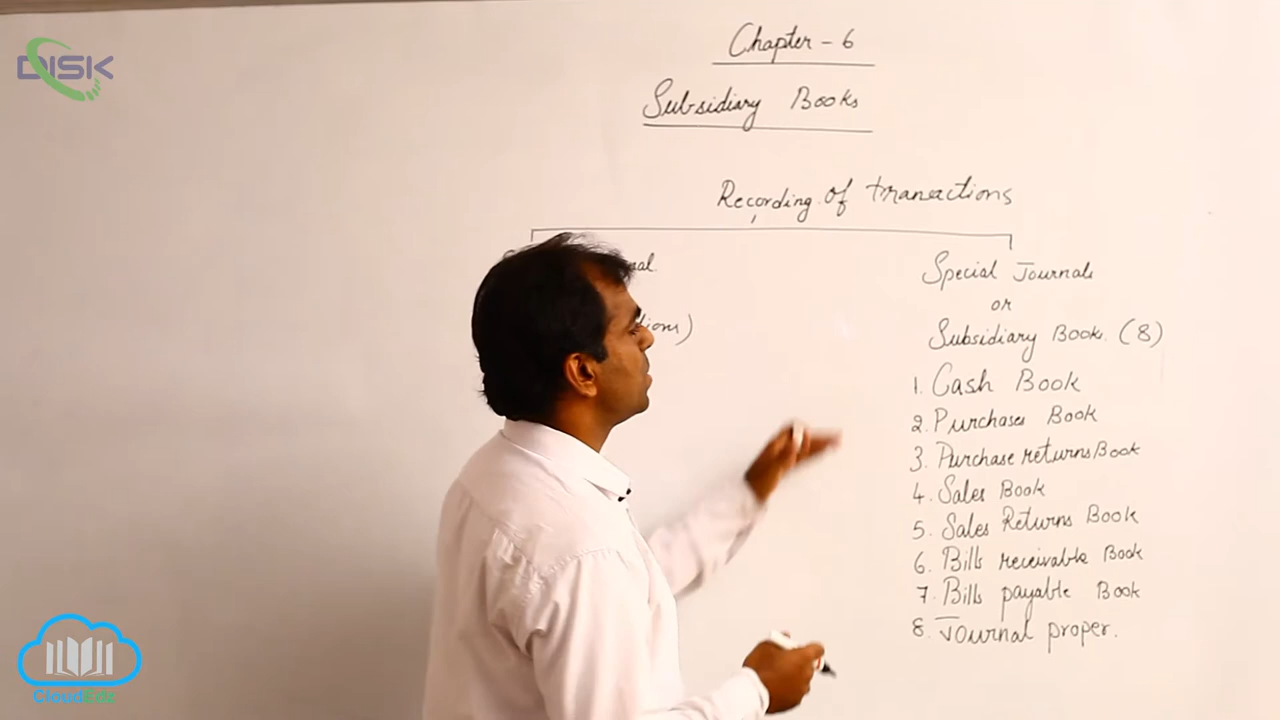 DISK
Chapter - 6
Subsidiary Books
Recording of transactions
Special Journals
or
Subsidiary Book. (8)
1. Cash Book
2. Purchases Book
3. Purchase returns Book
4. Sales Book
5. Sales Returns Book
6. Bills receivable Book
7. Bills payable Book
8. Journal proper.
CloudEdz